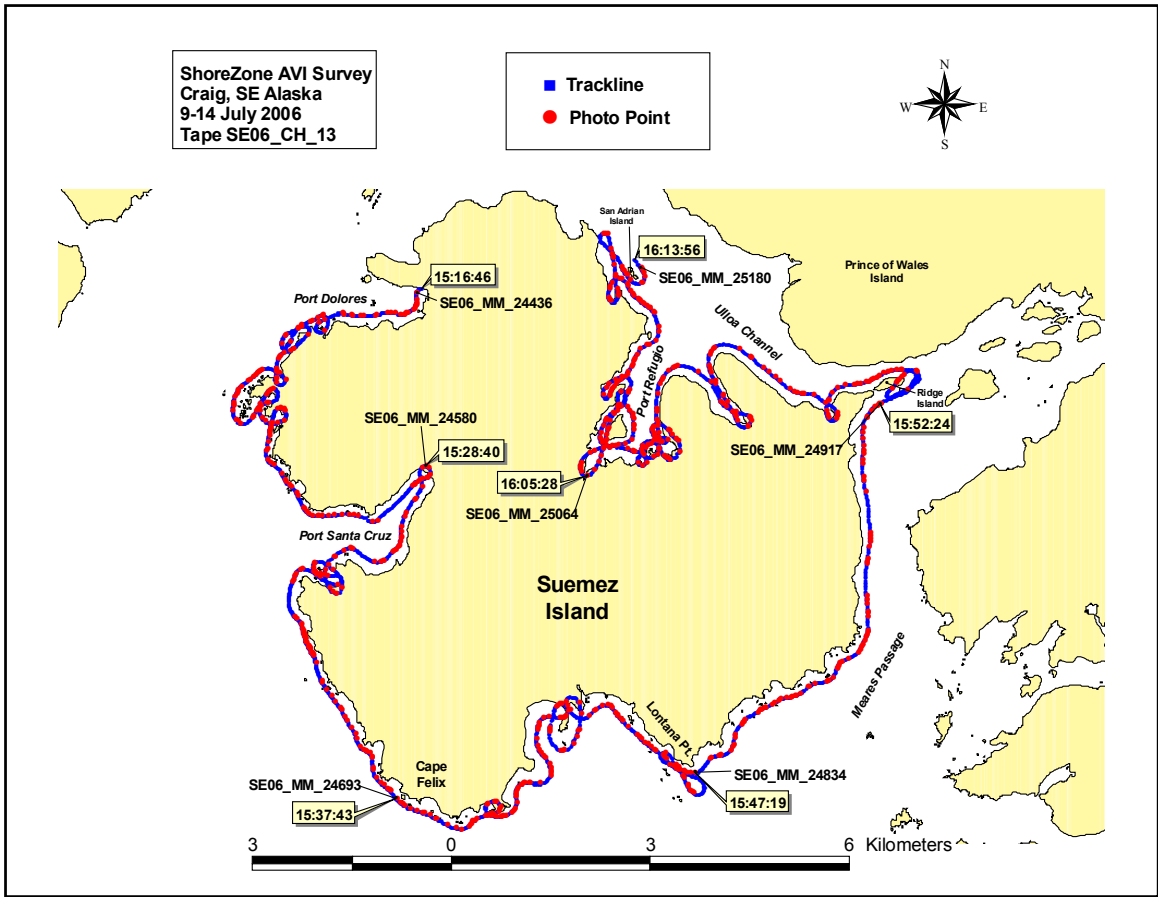 ShoreZone AVI Survey
Craig, SE Alaska
9-14 July 2006
Tape SE06_CH_13
Trackline
Photo Point
N
W
E
S
San Adrian
Island
16:13:56
SE06_MM_25180
Prince of Wales
Island
15:16:46
SE06_MM_24436
Port Dolores
Ulloa Channel
Port Refugio
Ridge
Island
15:52:24
SE06_MM_24917
SE06_MM_24580
15:28:40
16:05:28
SE06_MM_25064
Port Santa Cruz
Suemez
Island
Meares Passage
Lontana Pt.
Cape
Felix
SE06_MM_24693
15:37:43
SE06_MM_24834
15:47:19
3
0
3
6
Kilometers